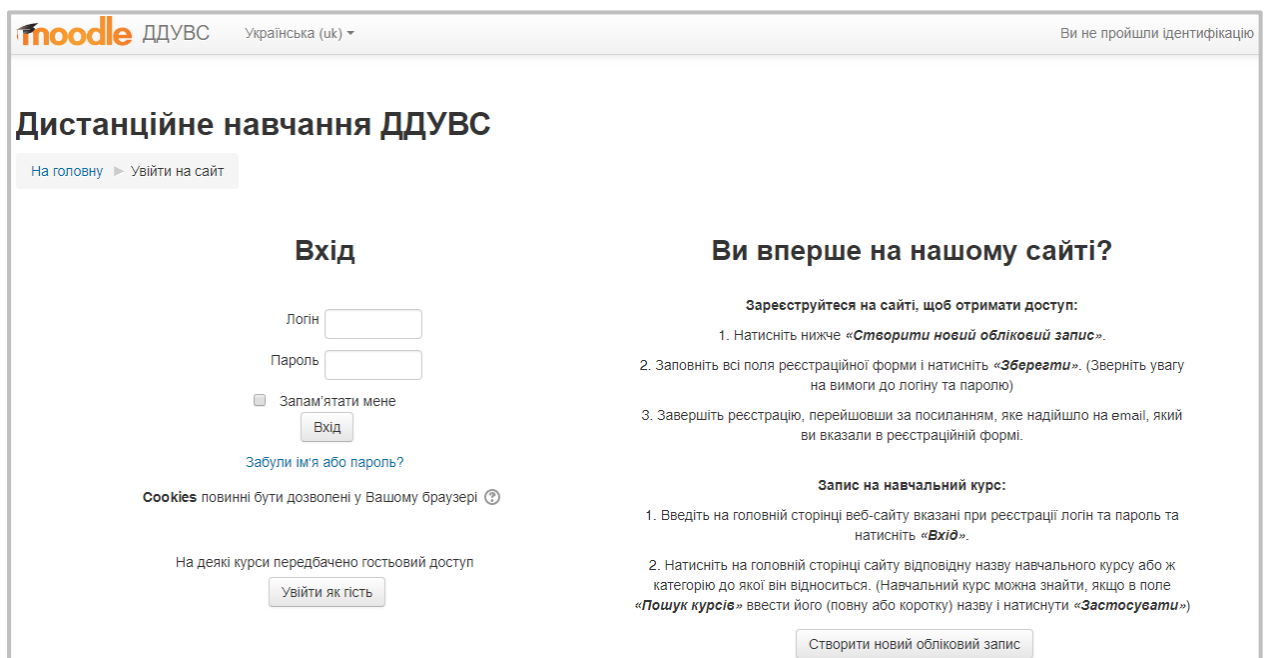 moodle ДДУВС Українська (uk) Ви не пройшли ідентифікацію
Дистанційне навчання ДДУВС
На головну ► Увійти на сайт
Вхід
Логін
Пароль
Запам'ятати мене
Вхід
Забули ім'я або пароль?
Cookies повинні бути дозволені у Вашому браузері
На деякі курси передбачено гостьовий доступ
Увійти як гість
Ви вперше на нашому сайті?
Зареєструйтеся на сайті, щоб отримати доступ:
1. Натисніть нижче «Створити новий обліковий запис».
2. Заповніть всі поля реєстраційної форми і натисніть «Зберегти». (Зверніть увагу
на вимоги до логіну та паролю)
3. Завершіть реєстрацію, перейшовши за посиланням, яке надійшло на email, який
ви вказали в реєстраційній формі.
Запис на навчальний курс:
1. Введіть на головній сторінці веб-сайту вказані при реєстрації логін та пароль та
натисніть «Вхід».
2. Натисніть на головній сторінці сайту відповідну назву навчального курсу або ж
категорію до якої він відноситься. (Навчальний курс можна знайти, якщо в поле
«Пошук курсів» ввести його (повну або коротку) назву і натиснути «Застосувати»)
Створити новий обліковий запис